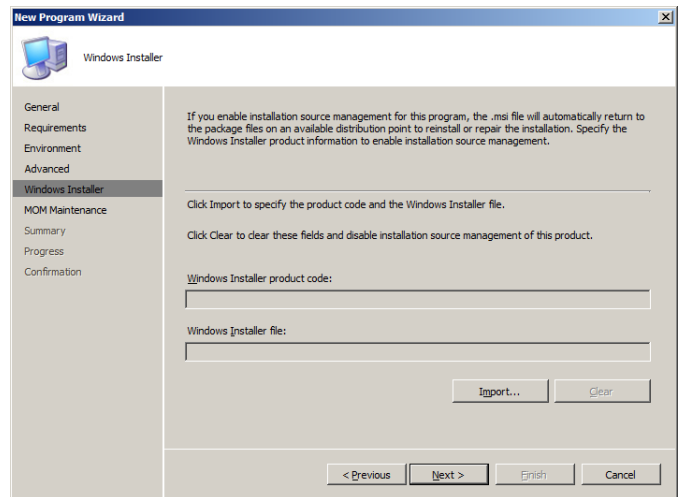 New Program Wizard
Windows Installer
General
Requirements
Environment
Advanced
Windows Installer
MOM Maintenance
Summary
Progress
Confirmation
If you enable installation source management for this program, the .msi file will automatically return to
the package files on an available distribution point to reinstall or repair the installation. Specify the
Windows Installer product information to enable installation source management.
Click Import to specify the product code and the Windows Installer file.
Click Clear to clear these fields and disable installation source management of this product.
Windows Installer product code:
Windows Installer file:
Import... Clear
< Previous Next > Finish Cancel